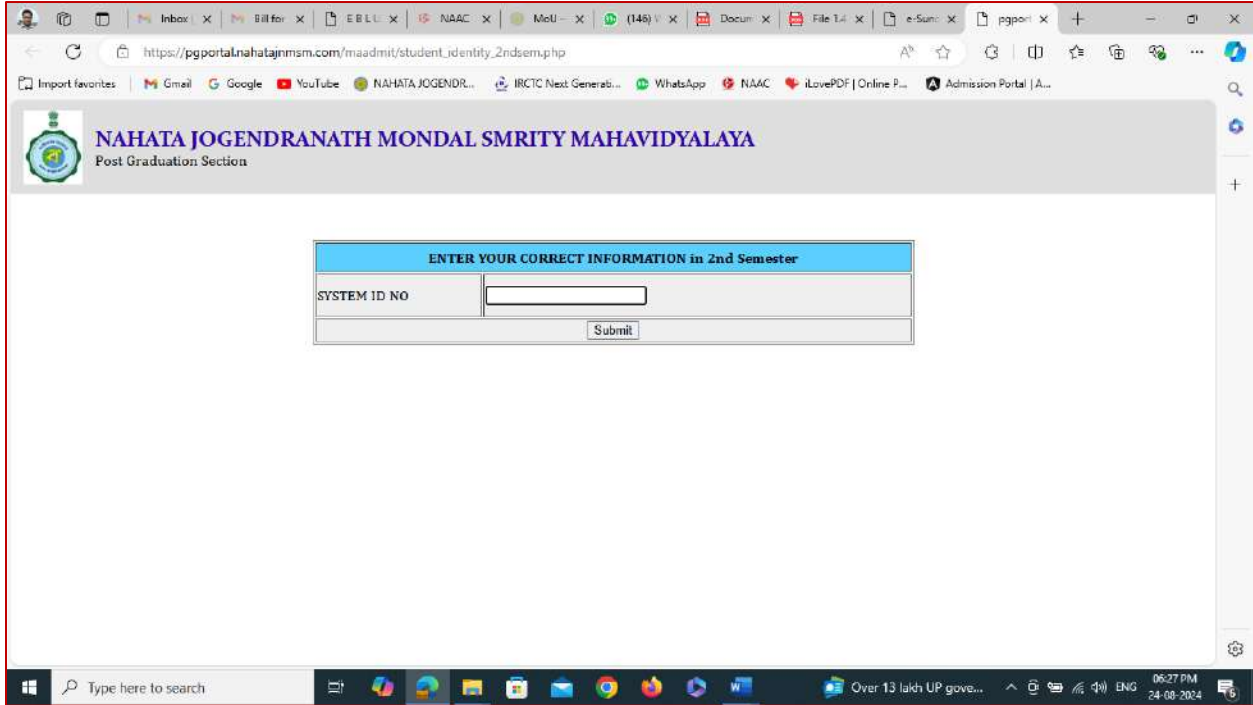 Inbox
Bill for
E B L U
NAAC
MoU –
(146)
Docum
File 1.4
e-Sund
pgport
https://pgportal.nahatajnmsm.com/maadmit/student_identity_2ndsem.php
Import favorites
Gmail
Google
YouTube
NAHATA JOGENDR...
IRCTC Next Generati...
WhatsApp
NAAC
iLovePDF | Online P...
Admission Portal | A...
NAHATA JOGENDRANATH MONDAL SMRITY MAHAVIDYALAYA
Post Graduation Section
ENTER YOUR CORRECT INFORMATION in 2nd Semester
SYSTEM ID NO
Submit
Type here to search
Over 13 lakh UP gove...
ENG
06:27 PM
24-08-2024
6